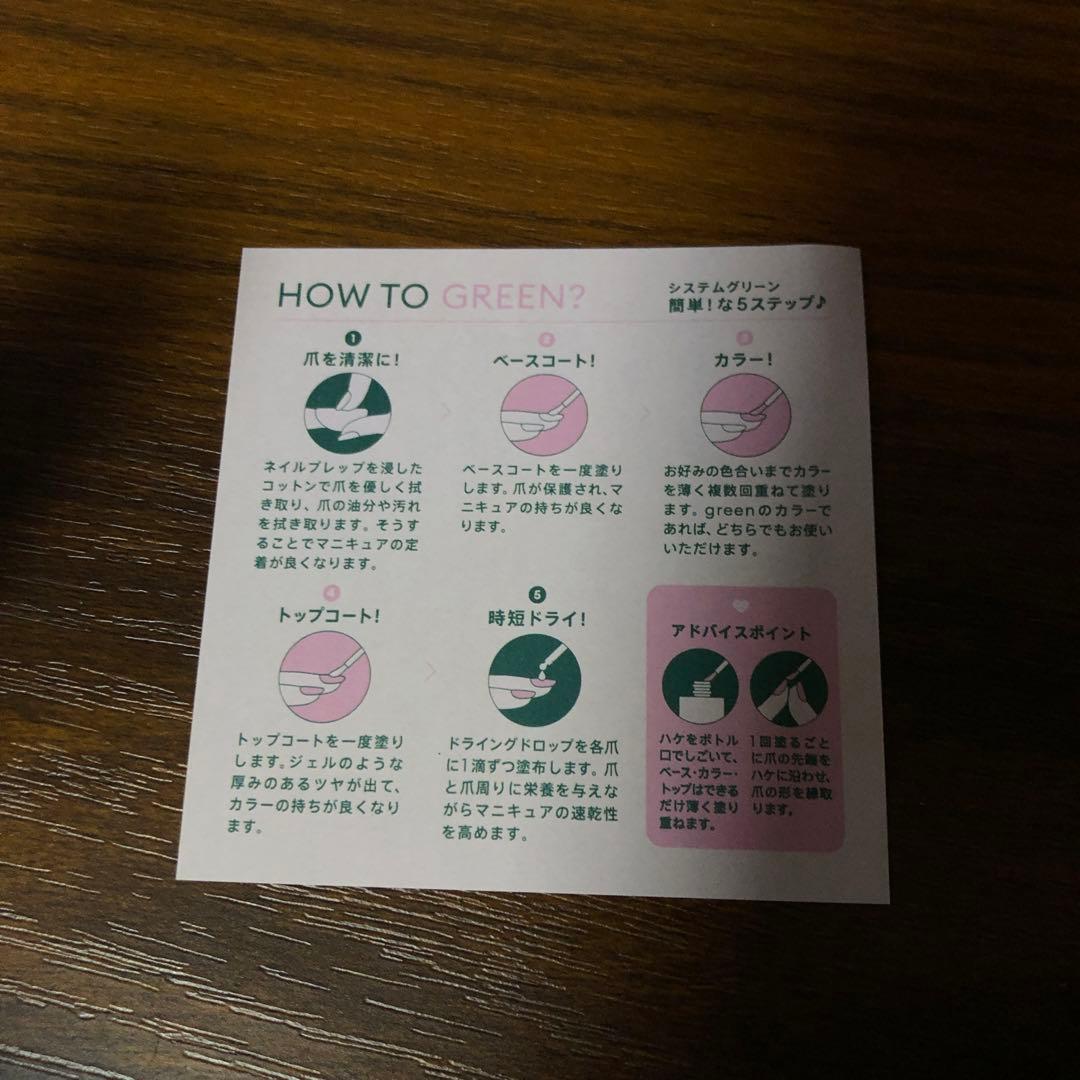 HOW TO GREEN?
システムグリーン
簡単!な5ステップ♪
1
爪を清潔に!
ネイルプレップを浸した
コットンで爪を優しく拭
き取り、爪の油分や汚れ
を拭き取ります。そうす
ることでマニキュアの定
着が良くなります。
2
ベースコート!
ベースコートを一度塗り
します。爪が保護され、マ
ニキュアの持ちが良くな
ります。
3
カラー!
お好みの色合いまでカラー
を薄く複数回重ねて塗り
ます。greenのカラーで
あれば、どちらでもお使い
いただけます。
4
トップコート!
トップコートを一度塗り
します。ジェルのような
厚みのあるツヤが出て、
カラーの持ちが良くなり
ます。
5
時短ドライ!
ドライングドロップを各爪
に1滴ずつ塗布します。爪
と爪周りに栄養を与えな
がらマニキュアの速乾性
を高めます。
アドバイスポイント
ハケをボトル
口でしごいて、
ベース・カラー・
トップはできる
だけ薄く塗り
重ねます。
1回塗るごと
に爪の先端を
ハケに沿わせ、
爪の形を縁取
ります。